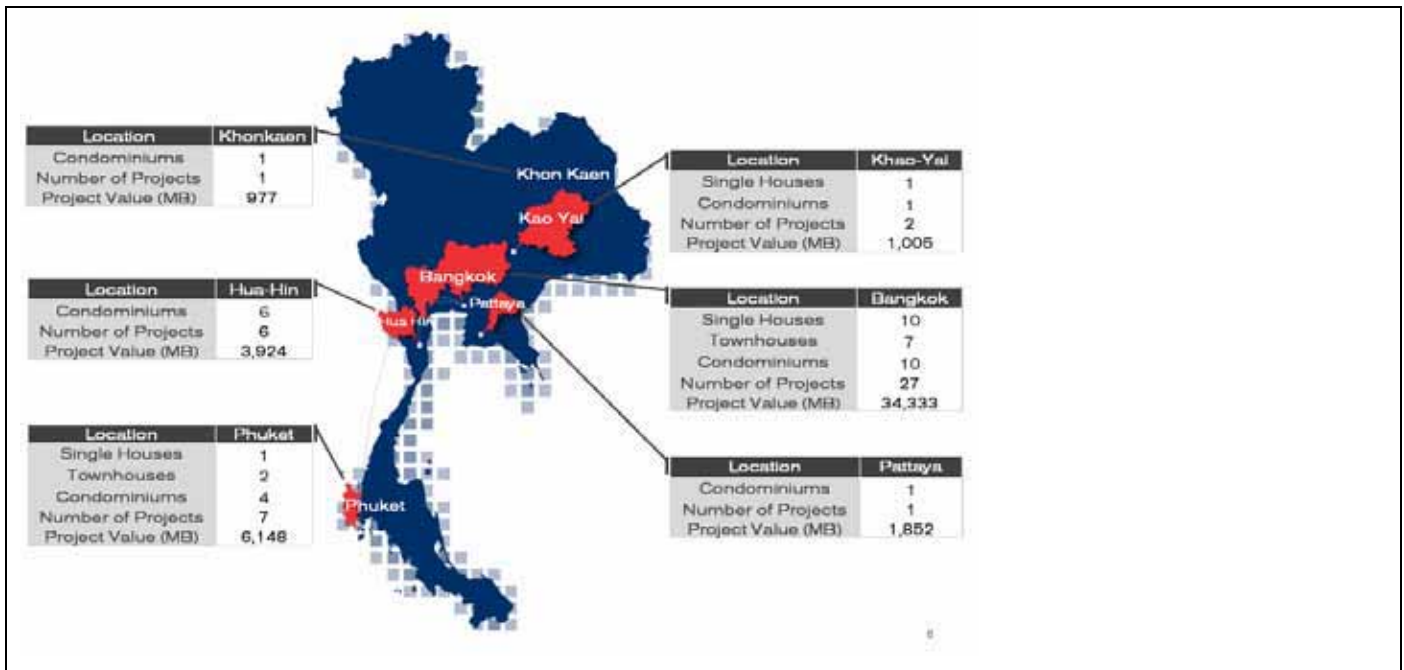 Location Khonkaen
Condominiums 1
Number of Projects 1
Project Value (MB) 977
Location Hua-Hin
Condominiums 6
Number of Projects 6
Project Value (MB) 3,924
Location Phuket
Single Houses 1
Townhouses 2
Condominiums 4
Number of Projects 7
Project Value (MB)
Khon Kaen
Kao Yai
Bangkok
Pattaya
Hua Hin
Phuket
Location Khao-Yai
Single Houses 1
Condominiums 1
Number of Projects 2
Project Value (MB)
Location Bangkok
Single Houses 10
Townhouses 7
Condominiums 10
Number of Projects 27
Project Value (MB) 34,333
Location Pattaya
Condominiums 1
Number of Projects 1
Project Value (MB) 1,852